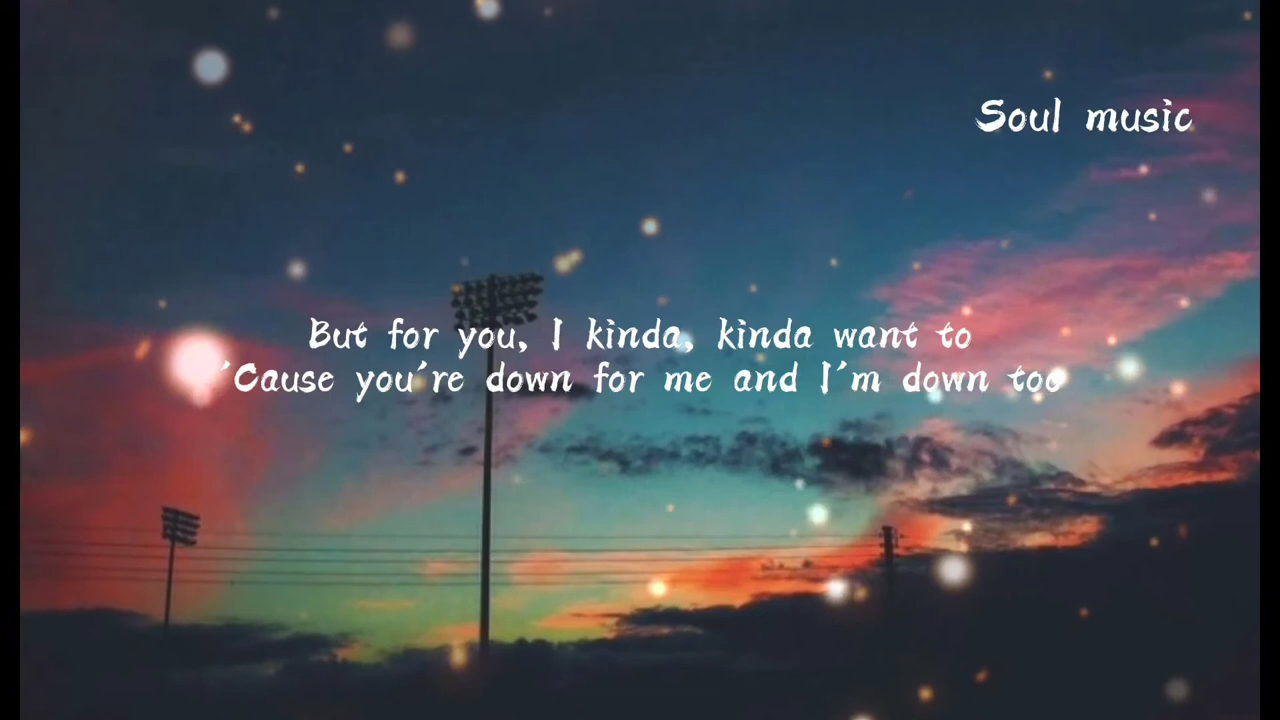 Soul music
But for you, I kinda, kinda want to
'Cause you're down for me and I'm down too